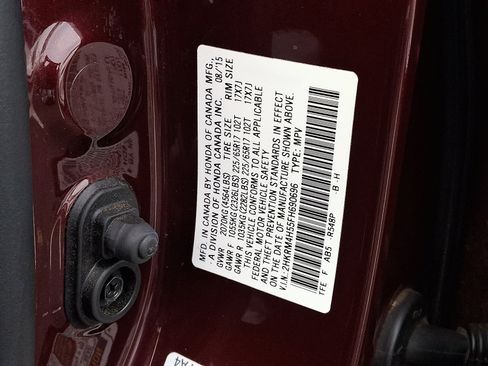 MFD. IN CANADA BY HONDA OF CANADA MFG.,
A DIVISION OF HONDA CANADA INC. 08/15
TIRE SIZE RIM SIZE
GVWR 2070KG(4564LBS)
GAWR F 1055KG(2326LBS) 225/65R17 102T 17X7J
GAWR R 1035KG(2282LBS) 225/65R17 102T 17X7J
THIS VEHICLE CONFORMS TO ALL APPLICABLE
FEDERAL MOTOR VEHICLE SAFETY
AND THEFT PREVENTION STANDARDS IN EFFECT
ON THE DATE OF MANUFACTURE SHOWN ABOVE.
V.I.N.:2HKRM4H55FH690696 TYPE: MPV
TFE F AB5 R548P B H